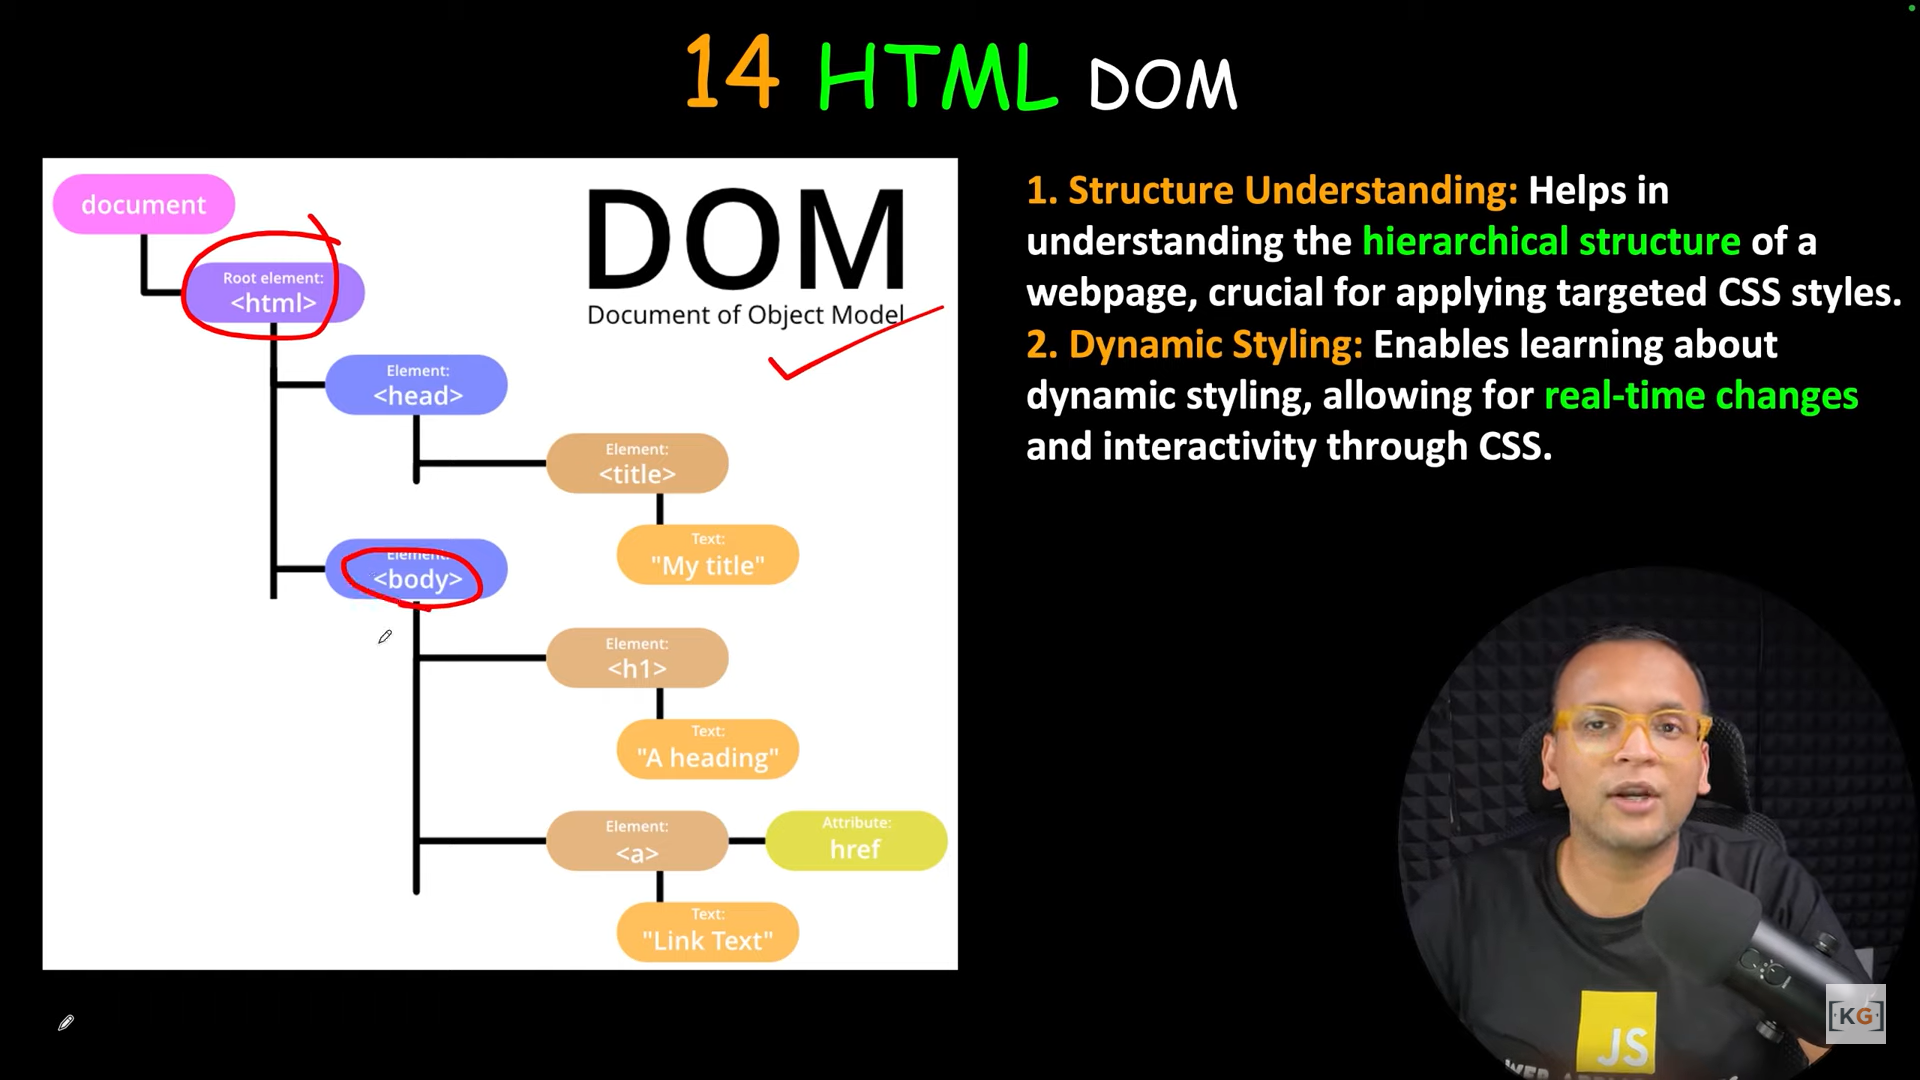 14 HTML DOM
document
DOM
Document of Object Model
Root element:
<html>
Element:
<head>
Element:
<title>
Text:
"My title"
Element:
<body>
Element:
<h1>
Text:
"A heading"
Element:
<a>
Attribute:
href
Text:
"Link Text"
1. Structure Understanding: Helps in
understanding the hierarchical structure of a
webpage, crucial for applying targeted CSS styles.
2. Dynamic Styling: Enables learning about
dynamic styling, allowing for real-time changes
and interactivity through CSS.
JS
KG